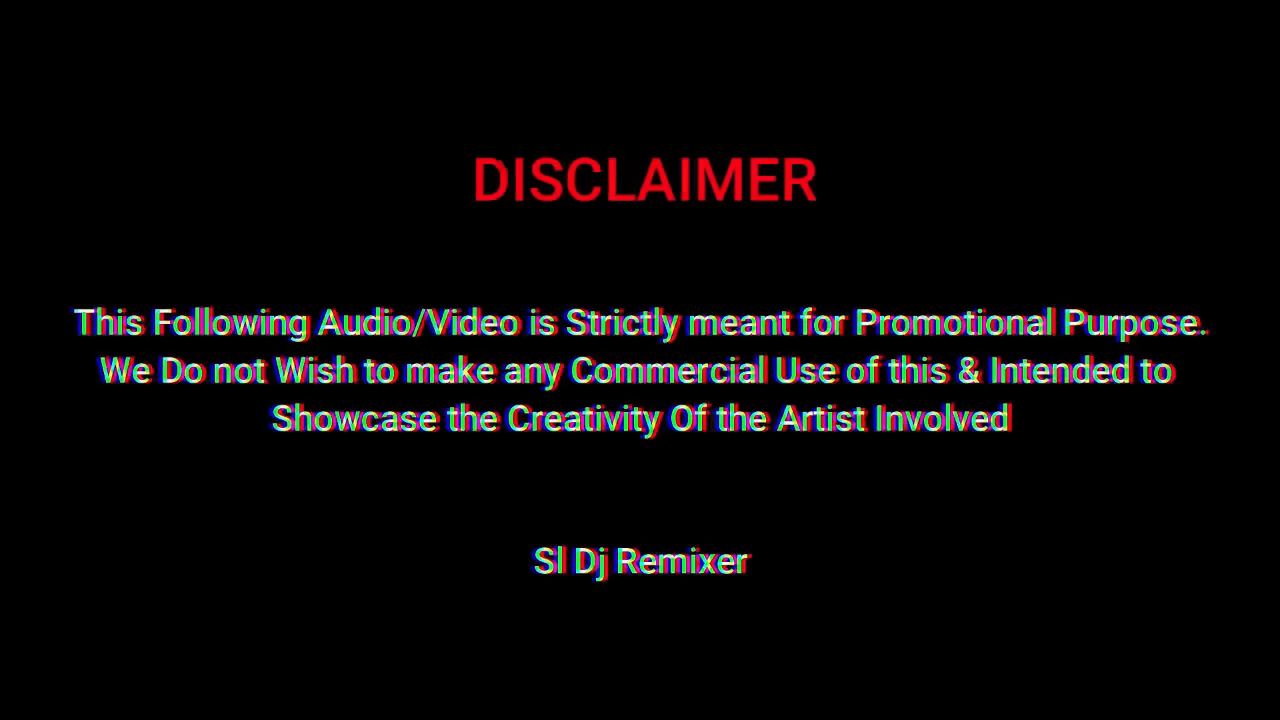 DISCLAIMER
This Following Audio/Video is Strictly meant for Promotional Purpose.
We Do not Wish to make any Commercial Use of this & Intended to
Showcase the Creativity Of the Artist Involved
Sl Dj Remixer